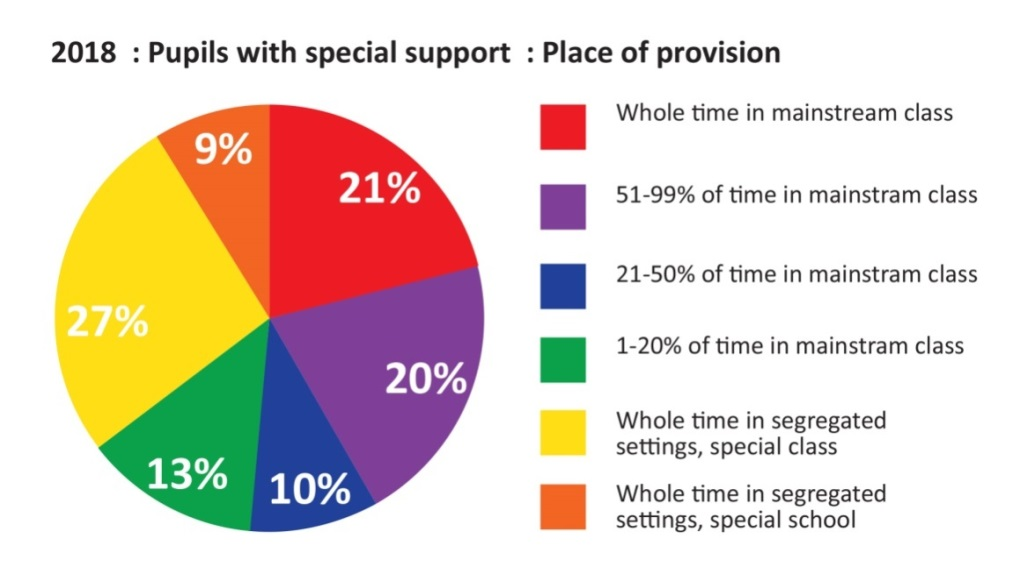 2018 : Pupils with special support : Place of provision
9%
21%
27%
20%
13%
10%
Whole time in mainstream class
51-99% of time in mainstram class
21-50% of time in mainstram class
1-20% of time in mainstram class
Whole time in segregated
settings, special class
Whole time in segregated
settings, special school